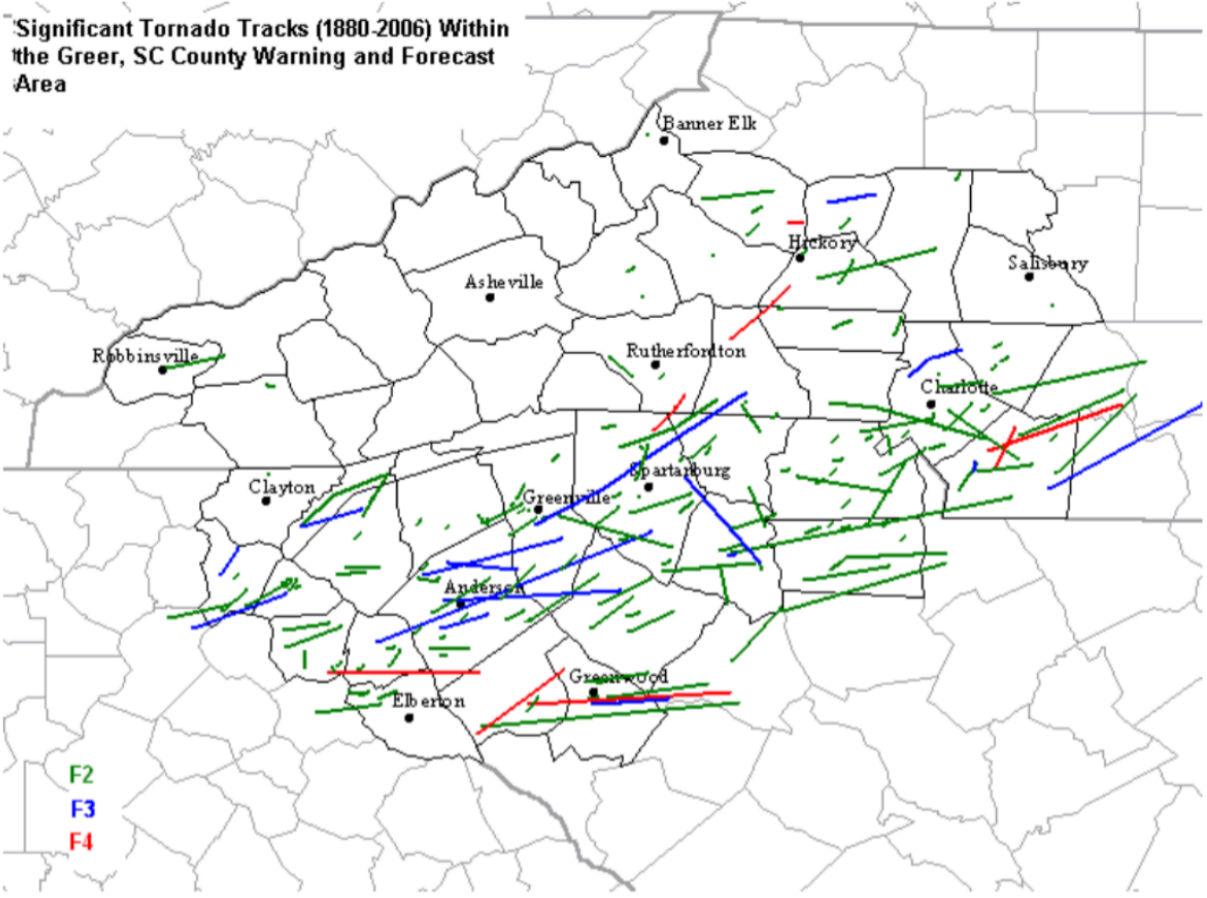 Significant Tornado Tracks (1880-2006) Within
the Greer, SC County Warning and Forecast
Area
Banner Elk
Hickory
Salisbury
Asheville
Robbinsville
Rutherfordton
Charlotte
Spartanburg
Clayton
Greenville
Anderson
Greenwood
Elberton
F2
F3
F4